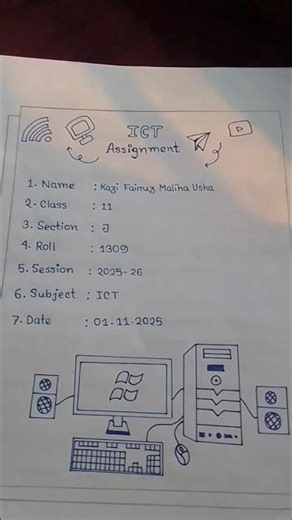 ICT
Assignment
1. Name : Kazi Fainuz Maliha Usha
2. Class : 11
3. Section : J
4. Roll : 1309
5. Session : 2025-26
6. Subject : ICT
7. Date : 01.11.2025